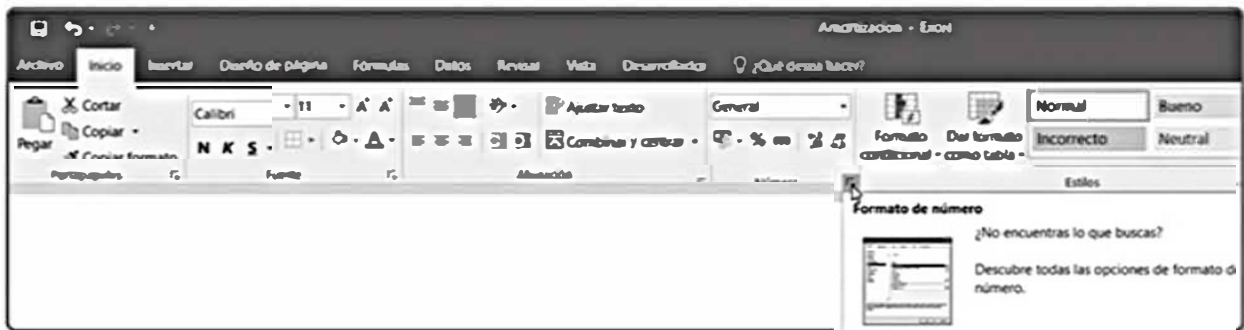 Amortizacion - Excel
Archivo Inicio Insertar Diseño de página Fórmulas Datos Revisar Vista Desarrollador ¿Qué desea hacer?
Cortar Calibri 11 A A Ajustar texto General Normal Bueno
Copiar
Pegar N K S A Combinar y centrar % Formato condicional Dar formato como tabla Incorrecto Neutral
Copiar formato
Portapapeles Fuente Alineación Número Estilos
Formato de número
¿No encuentras lo que buscas?
Descubre todas las opciones de formato d
número.